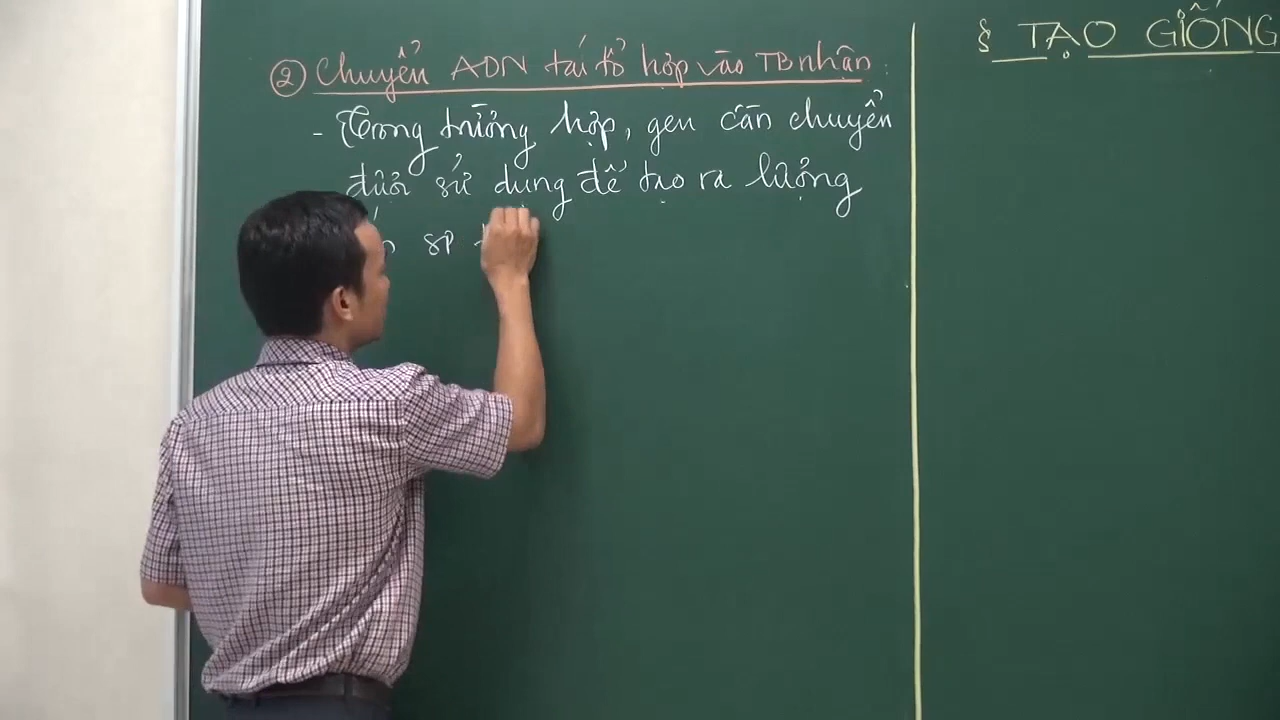 ② Chuyển ADN tái tổ hợp vào TB nhận:
- Trong trường hợp, gen cần chuyển
được sử dụng để tạo ra lượng
sp
§ TẠO GIỐNG